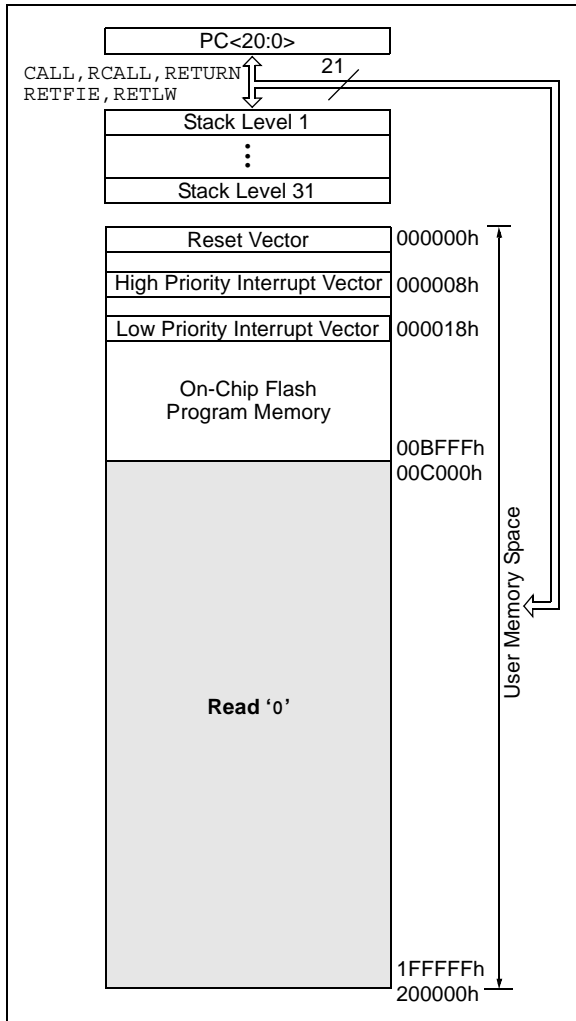 PC<20:0>
CALL,RCALL,RETURN
RETFIE,RETLW
21
Stack Level 1
Stack Level 31
Reset Vector
000000h
High Priority Interrupt Vector
000008h
Low Priority Interrupt Vector
000018h
On-Chip Flash
Program Memory
00BFFFh
00C000h
User Memory Space
Read ‘0’
1FFFFFh
200000h